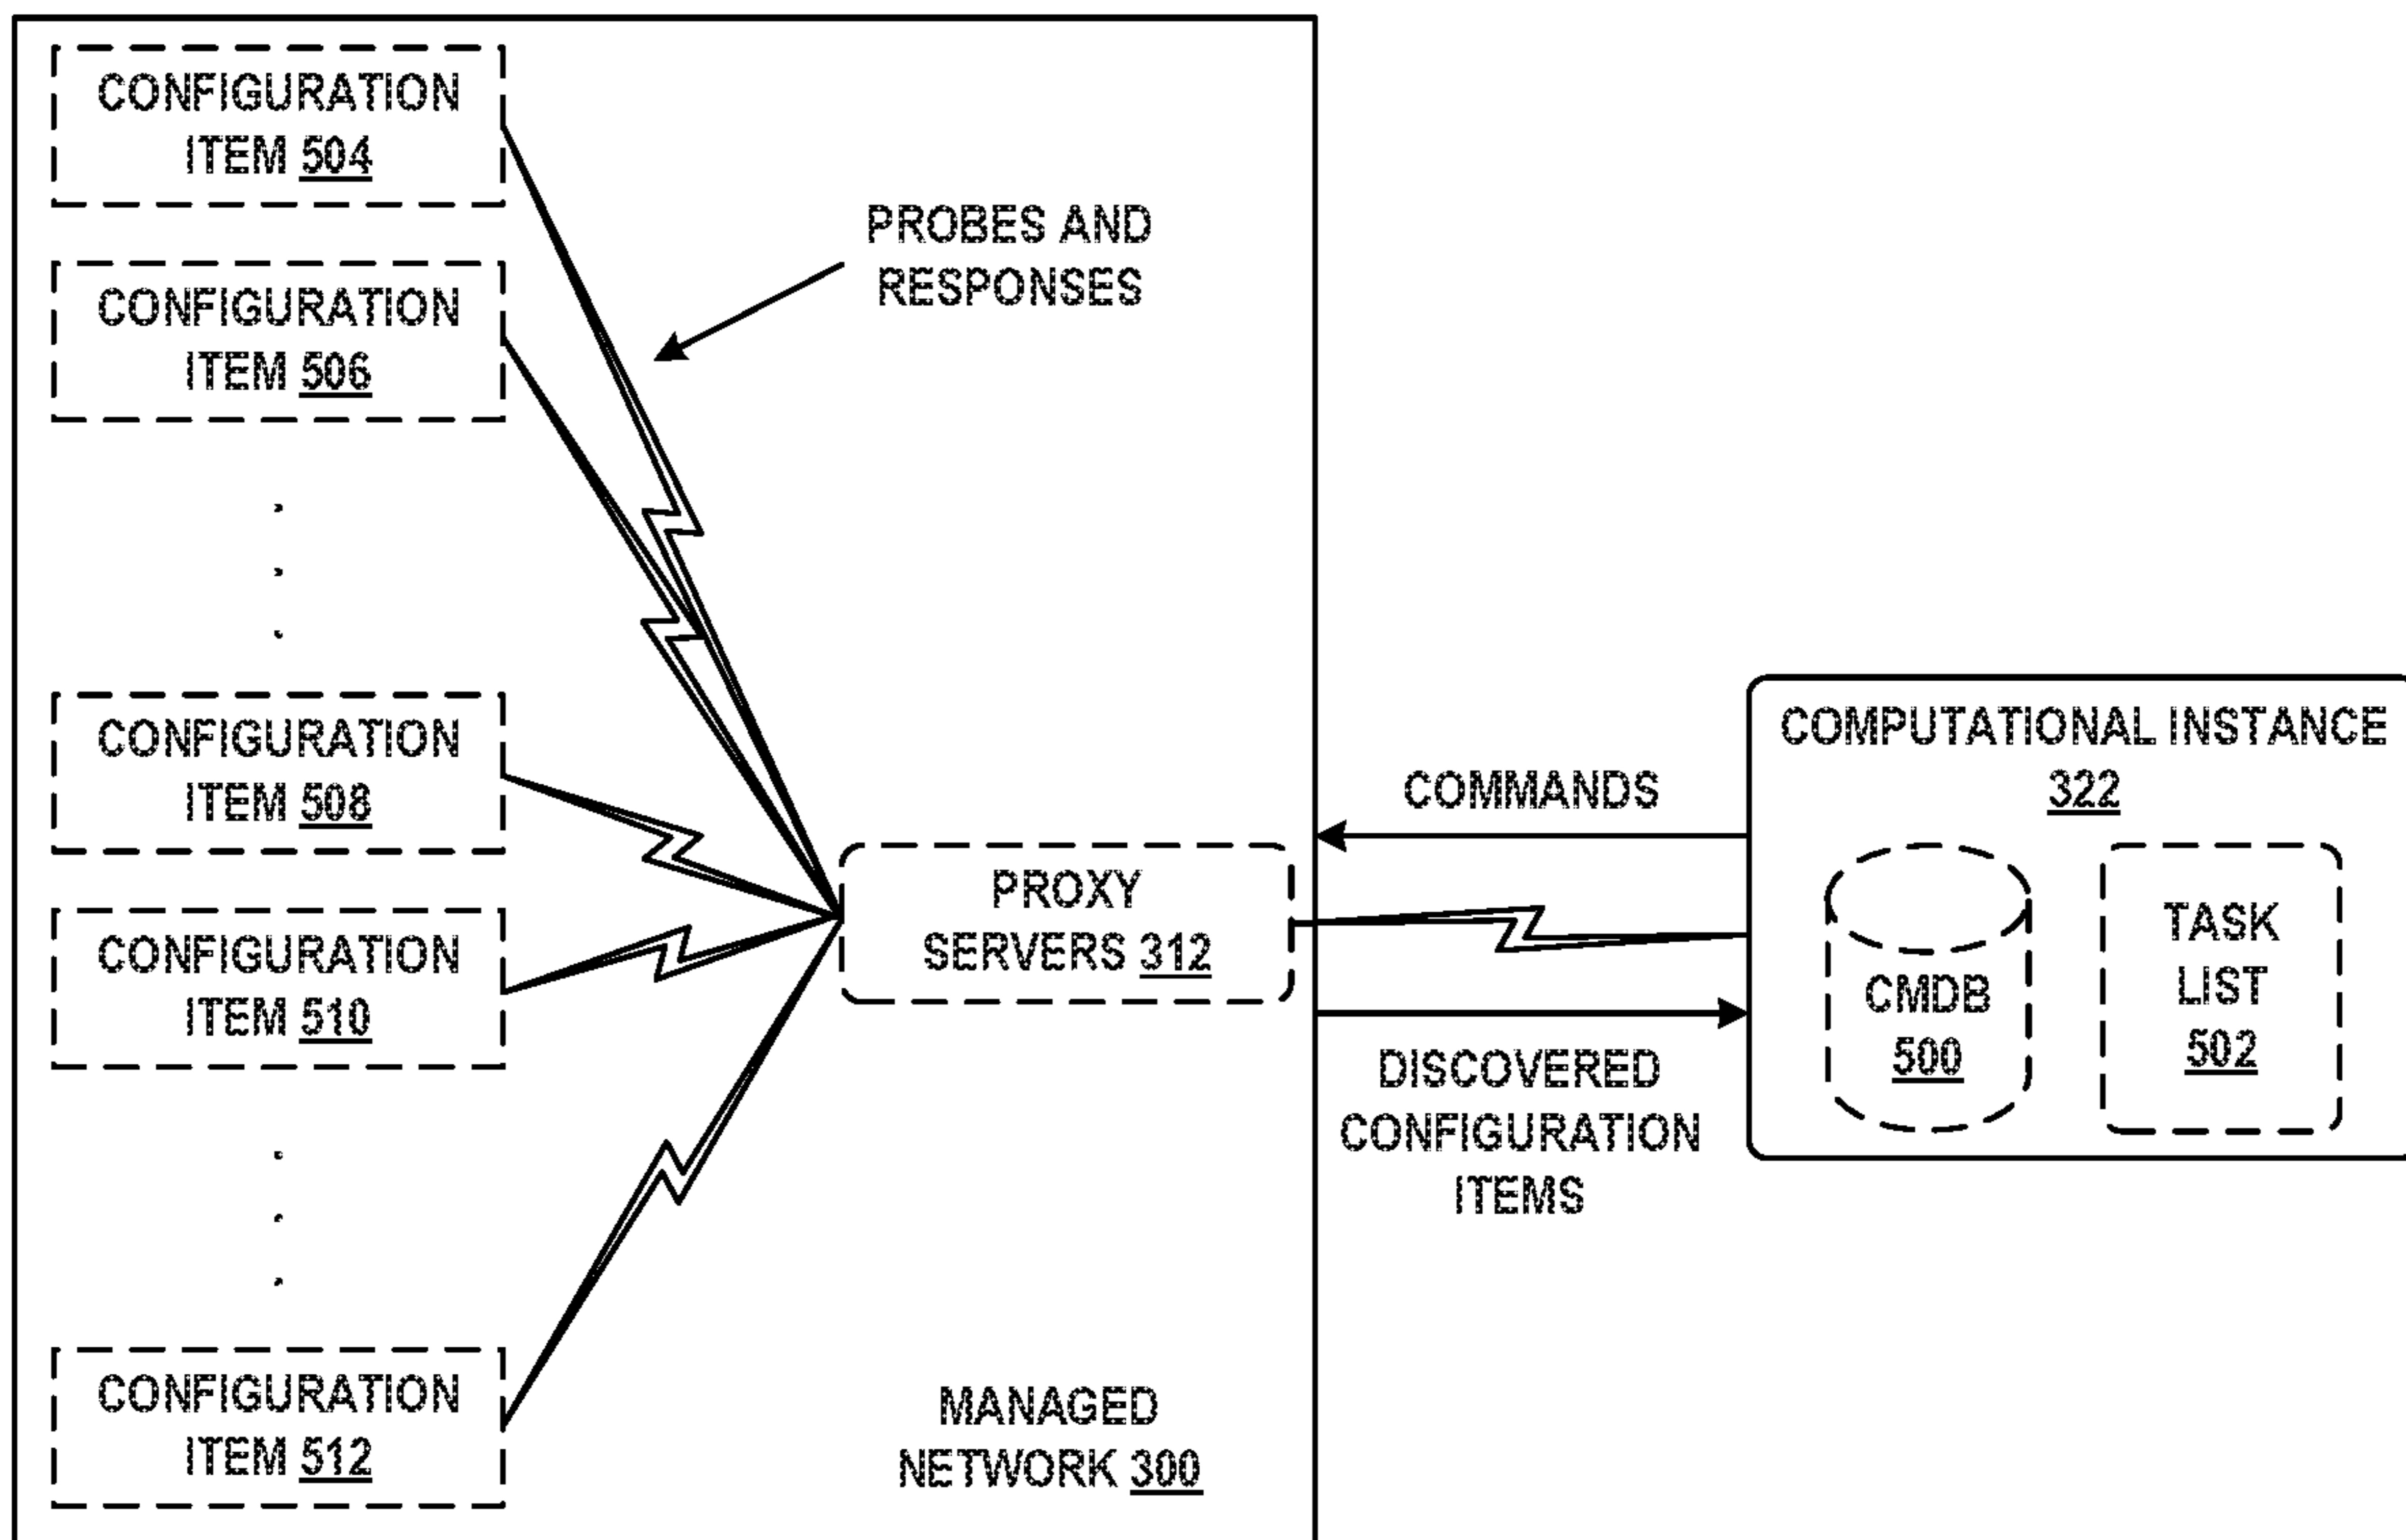 CONFIGURATION
ITEM 504
PROBES AND
RESPONSES
CONFIGURATION
ITEM 506
CONFIGURATION
ITEM 508
CONFIGURATION
ITEM 510
CONFIGURATION
ITEM 512
PROXY
SERVERS 312
MANAGED
NETWORK 300
COMMANDS
DISCOVERED
CONFIGURATION
ITEMS
COMPUTATIONAL INSTANCE
322
CMDB
500
TASK
LIST
502